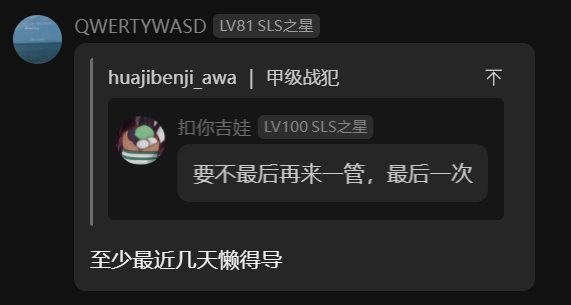 QWERTYWASD LV81 SLS之星
huajibenji_awa | 甲级战犯
扣你吉娃 LV100 SLS之星
要不最后再来一管，最后一次
至少最近几天懒得导